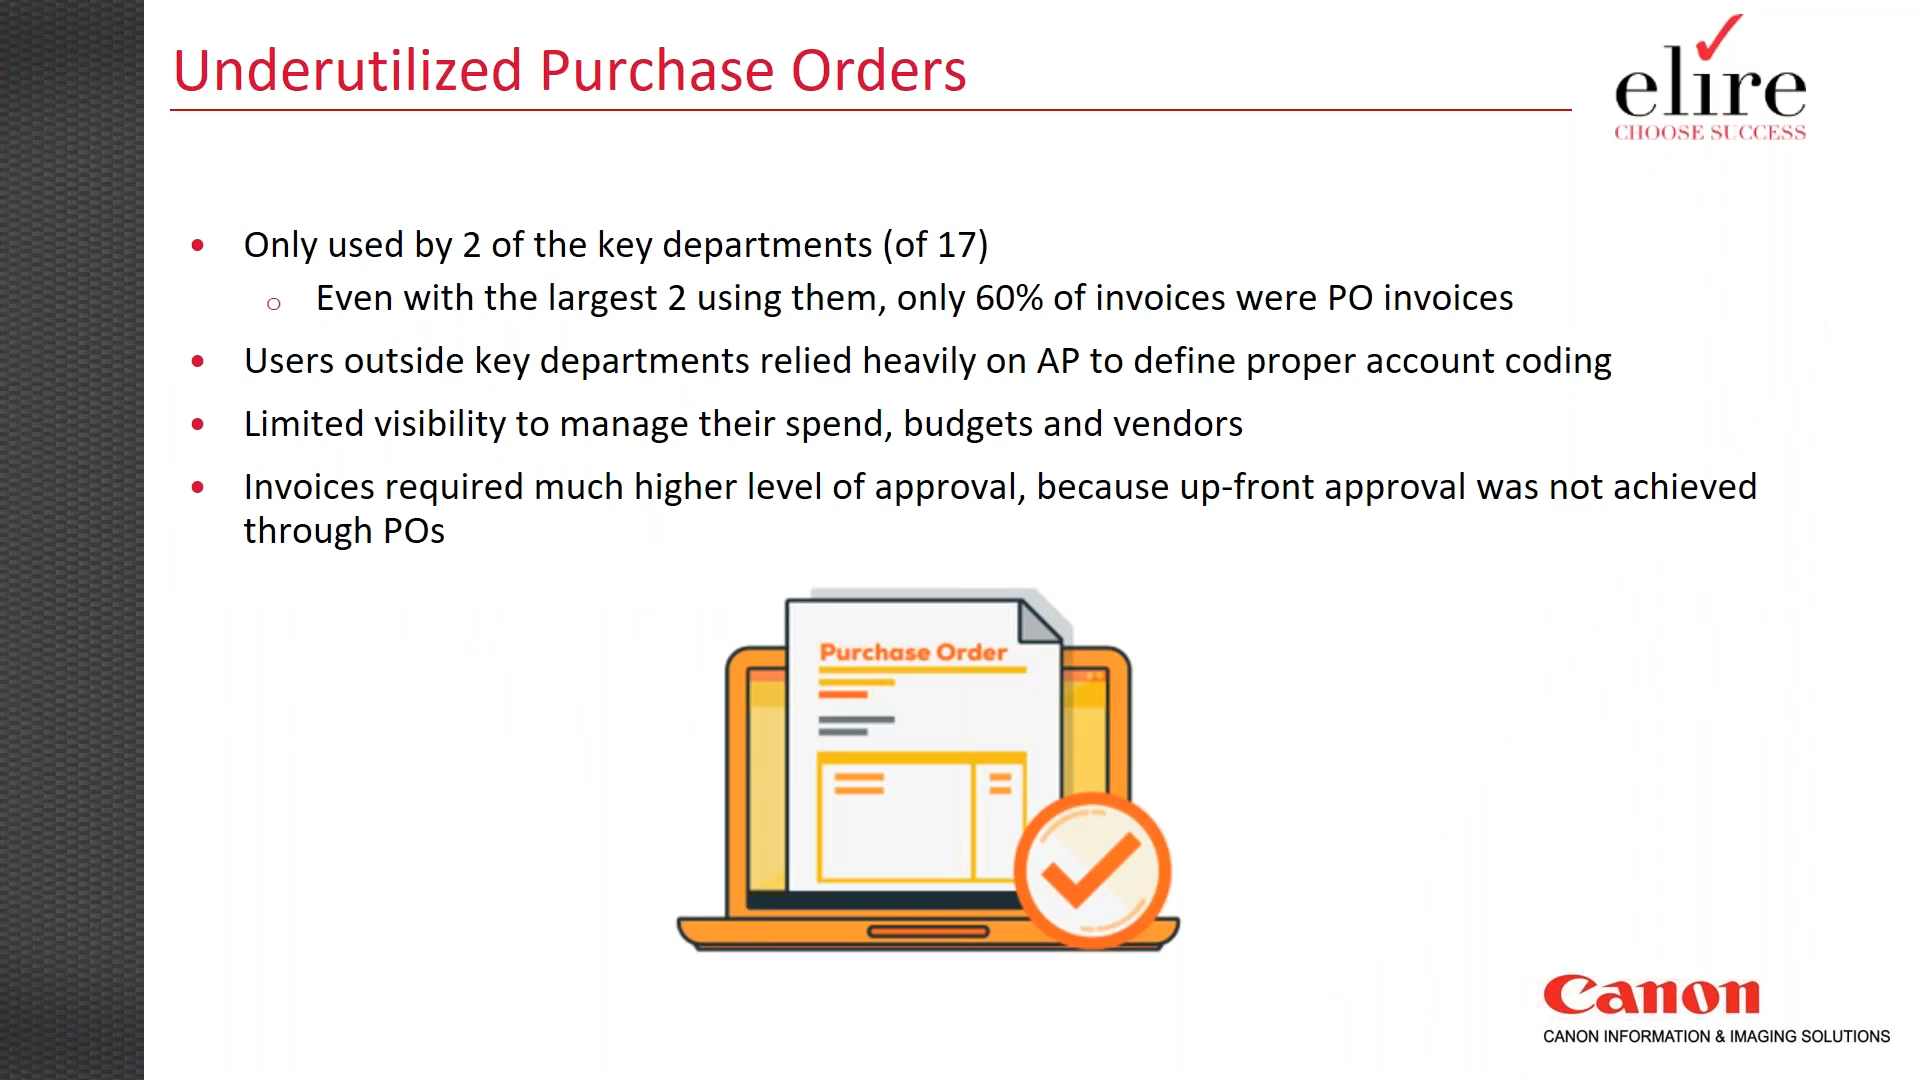 Underutilized Purchase Orders
elire
CHOOSE SUCCESS
• Only used by 2 of the key departments (of 17)
o Even with the largest 2 using them, only 60% of invoices were PO invoices
• Users outside key departments relied heavily on AP to define proper account coding
• Limited visibility to manage their spend, budgets and vendors
• Invoices required much higher level of approval, because up-front approval was not achieved
through POs
Purchase Order
Canon
CANON INFORMATION & IMAGING SOLUTIONS